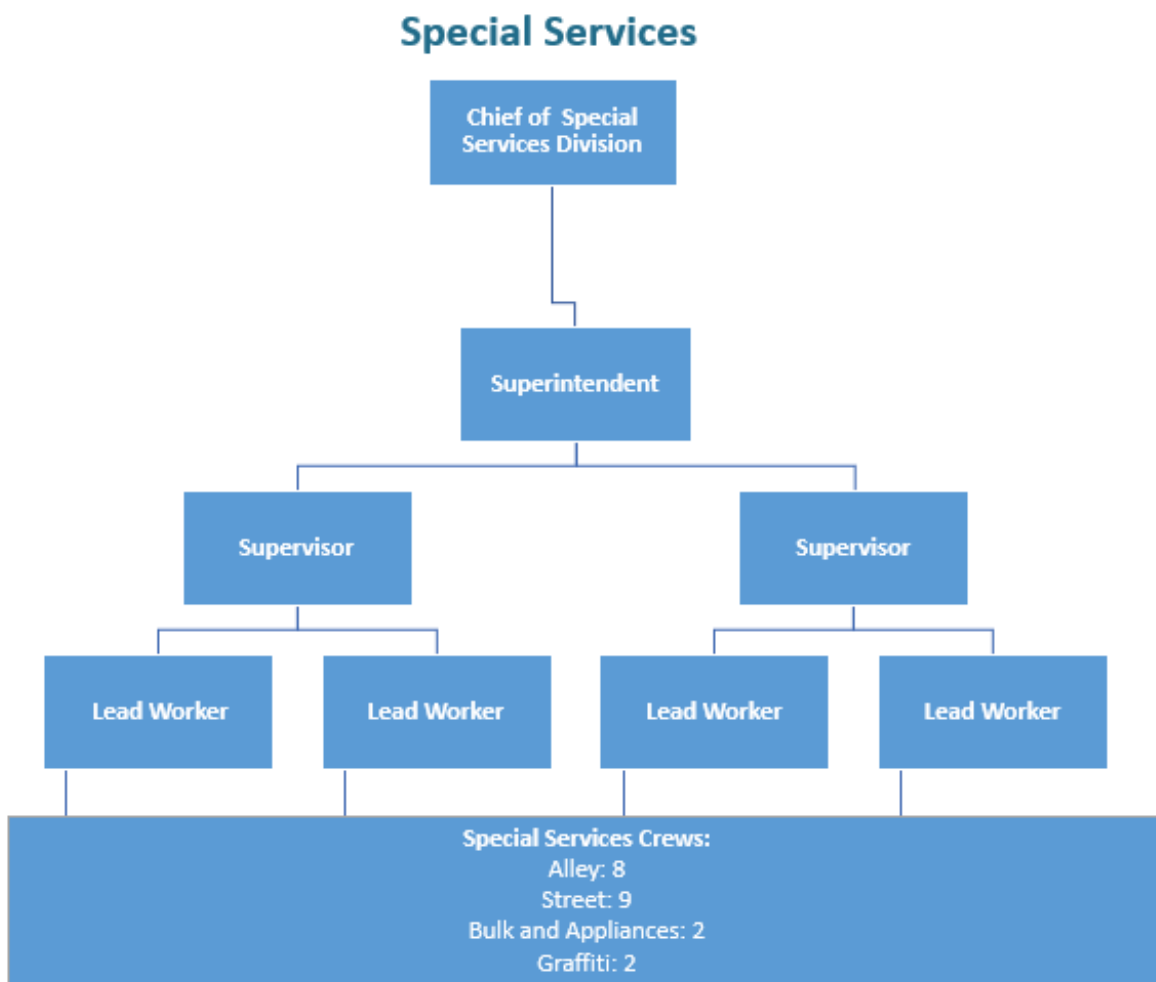 Special Services
Chief of Special
Services Division
Superintendent
Supervisor
Supervisor
Lead Worker
Lead Worker
Lead Worker
Lead Worker
Special Services Crews:
Alley: 8
Street: 9
Bulk and Appliances: 2
Graffiti: 2